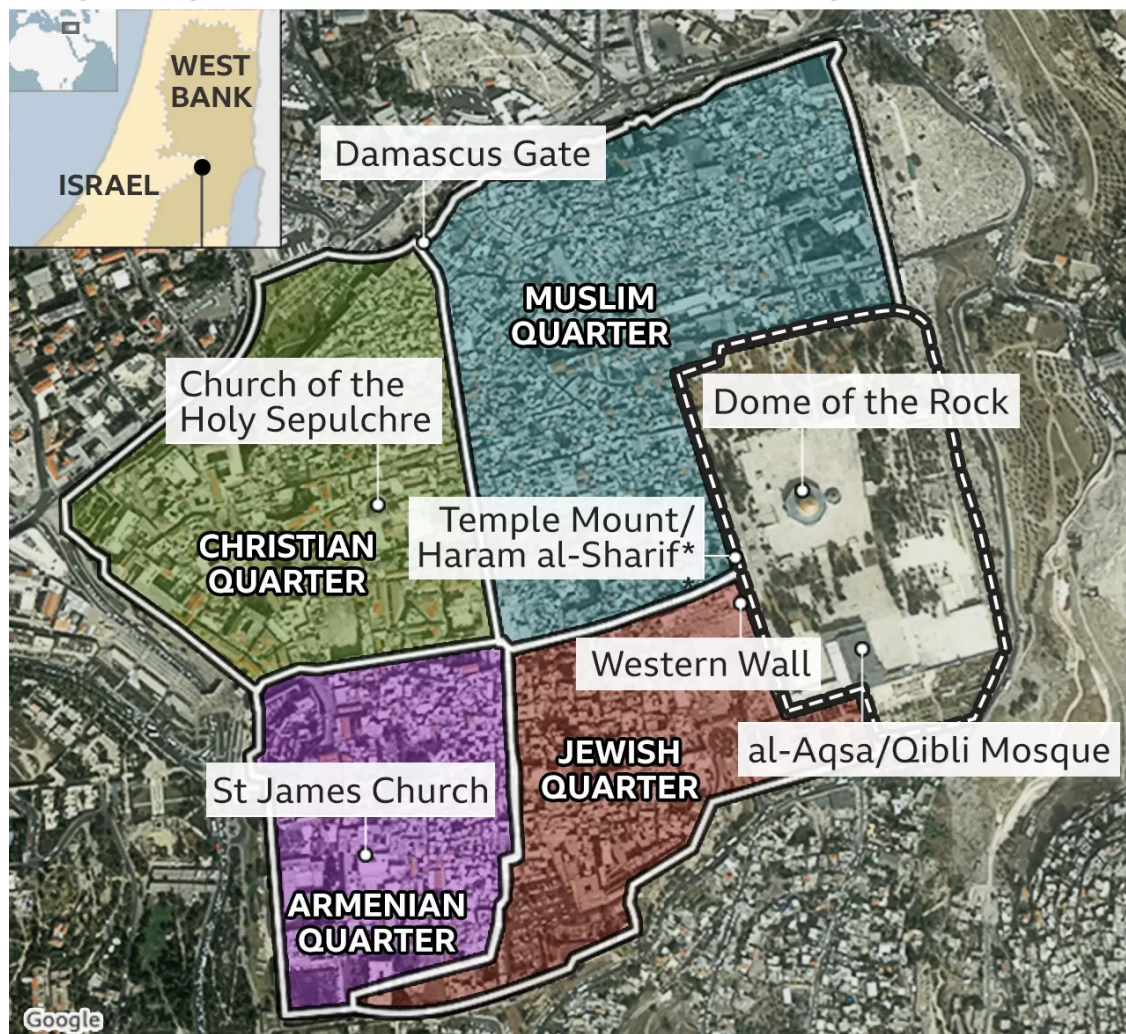 WEST
BANK
ISRAEL
Damascus Gate
MUSLIM
QUARTER
Church of the
Holy Sepulchre
Dome of the Rock
Temple Mount/
Haram al-Sharif*
*
CHRISTIAN
QUARTER
Western Wall
JEWISH
QUARTER
al-Aqsa/Qibli Mosque
St James Church
ARMENIAN
QUARTER
Google